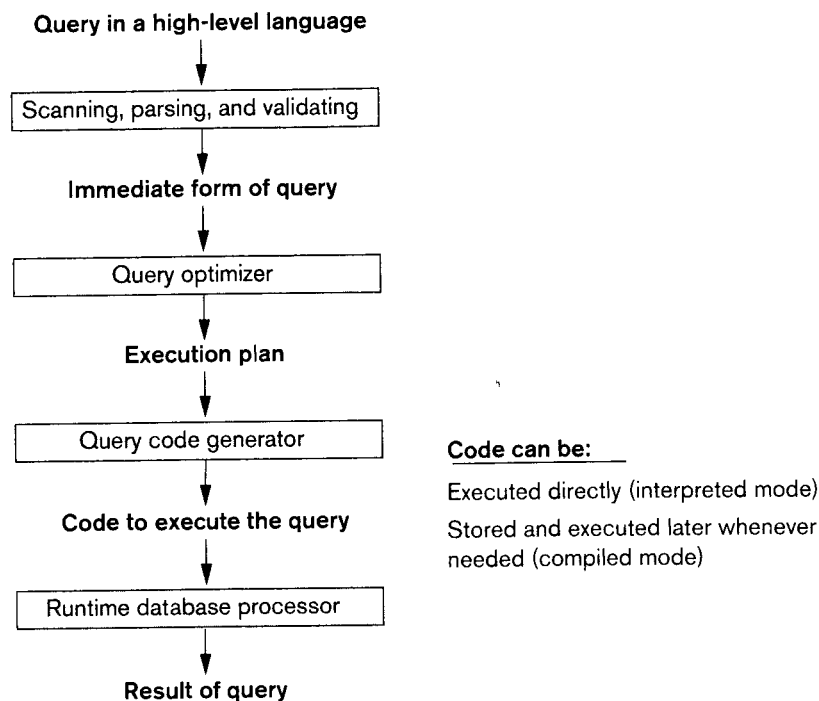 Query in a high-level language
Scanning, parsing, and validating
Immediate form of query
Query optimizer
Execution plan
Query code generator
Code to execute the query
Runtime database processor
Result of query
Code can be:
Executed directly (interpreted mode)
Stored and executed later whenever
needed (compiled mode)